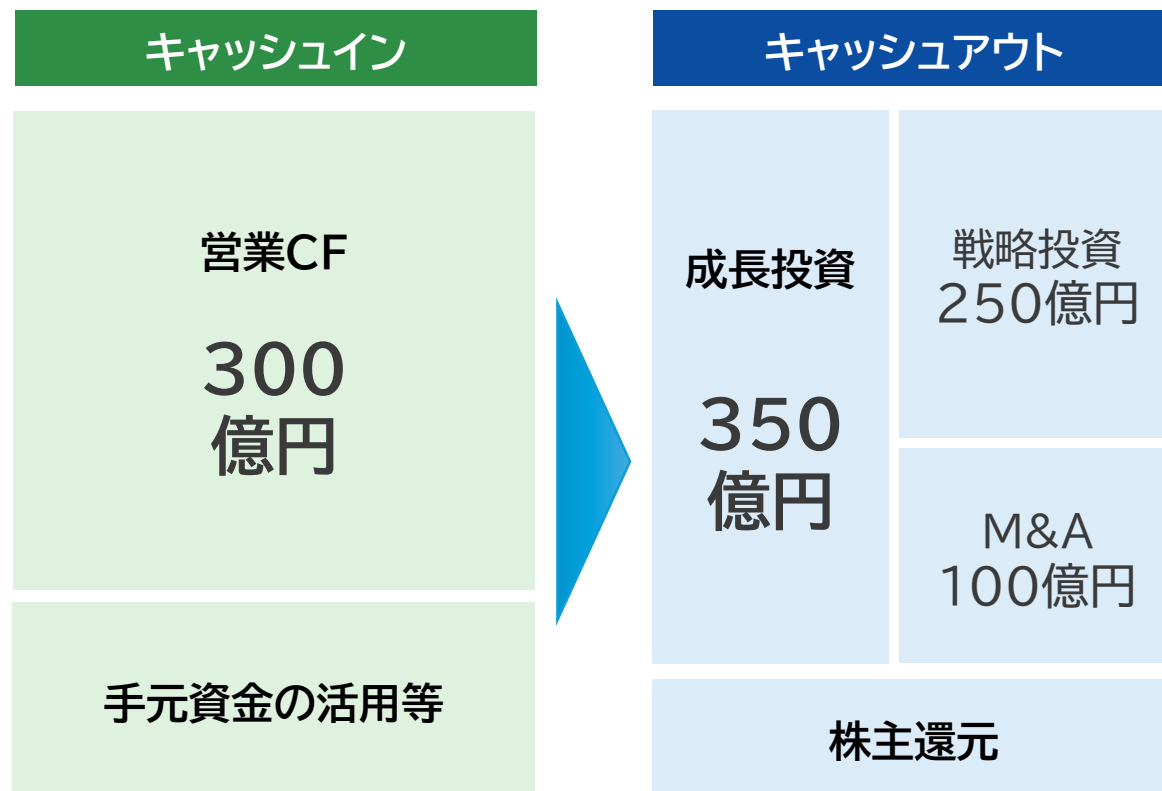 キャッシュイン
営業CF
300
億円
手元資金の活用等
キャッシュアウト
成長投資
350
億円
戦略投資
250億円
M&A
100億円
株主還元